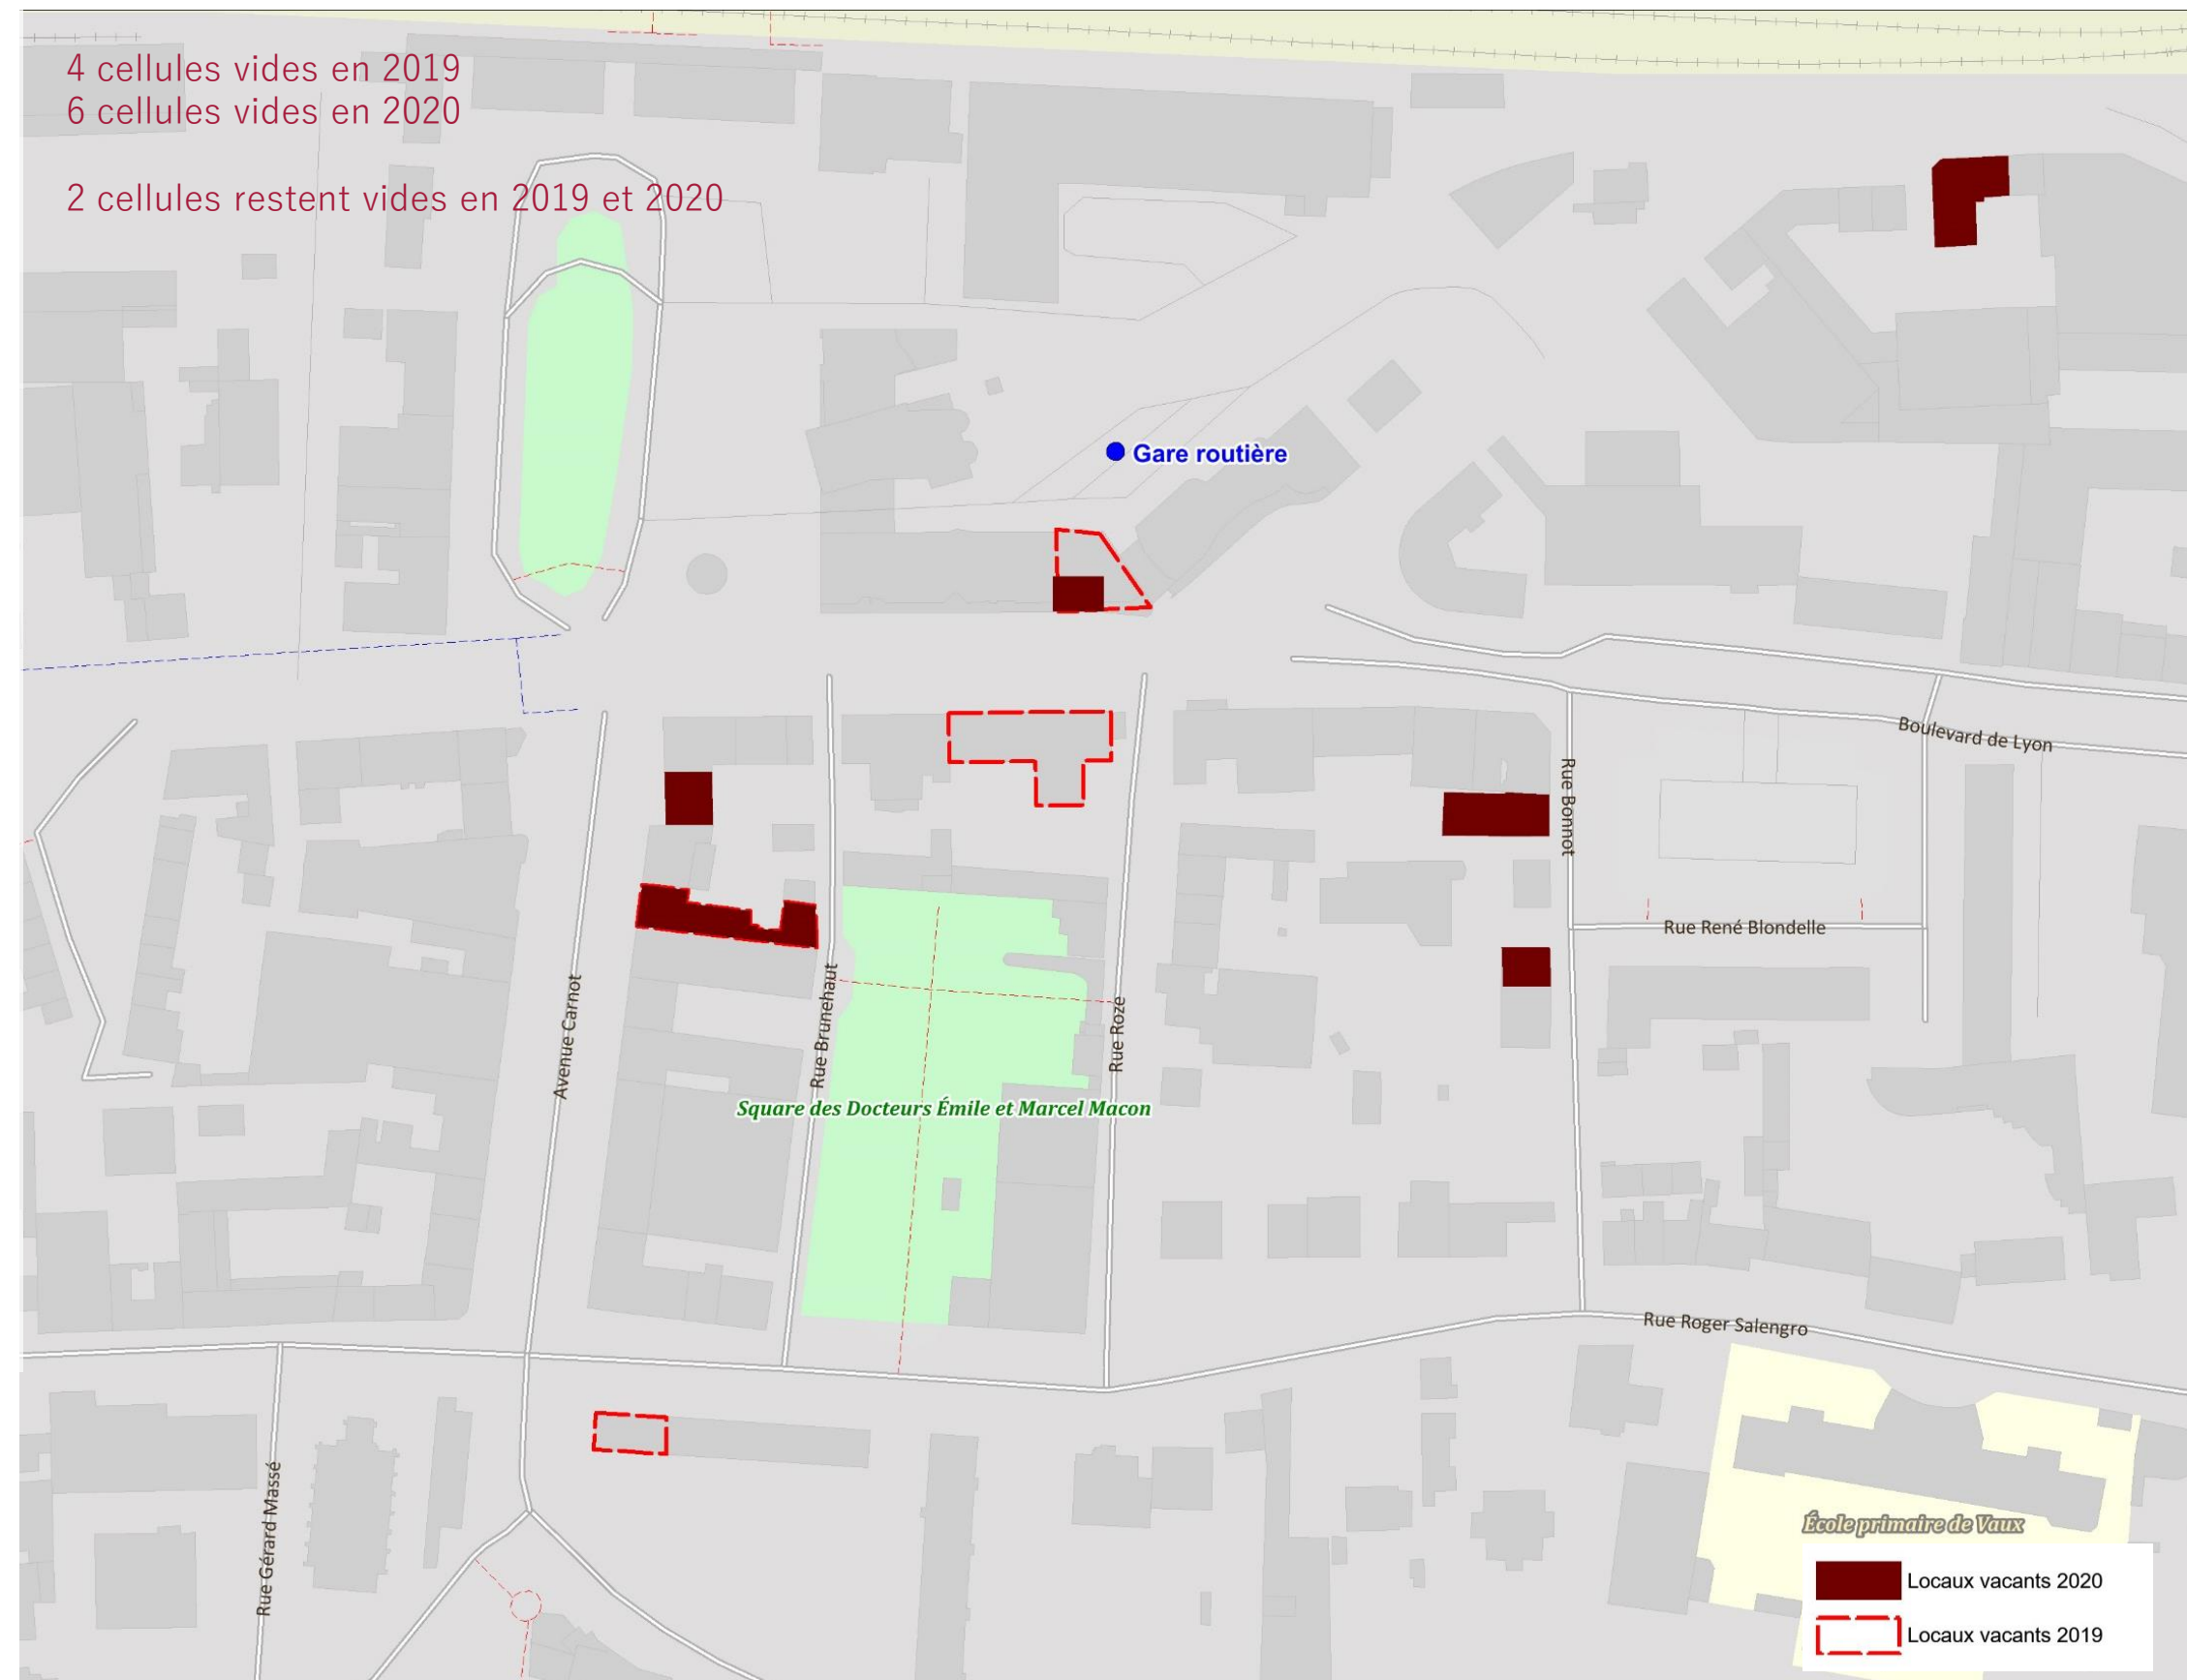 4 cellules vides en 2019
6 cellules vides en 2020
2 cellules restent vides en 2019 et 2020
Gare routière
Boulevard de Lyon
Rue Bonnot
Rue René Blondelle
Avenue Carnot
Rue Brunehaut
Rue Roze
Square des Docteurs Émile et Marcel Macon
Rue Roger Salengro
Rue Gérard Massé
École primaire de Vaux
Locaux vacants 2020
Locaux vacants 2019